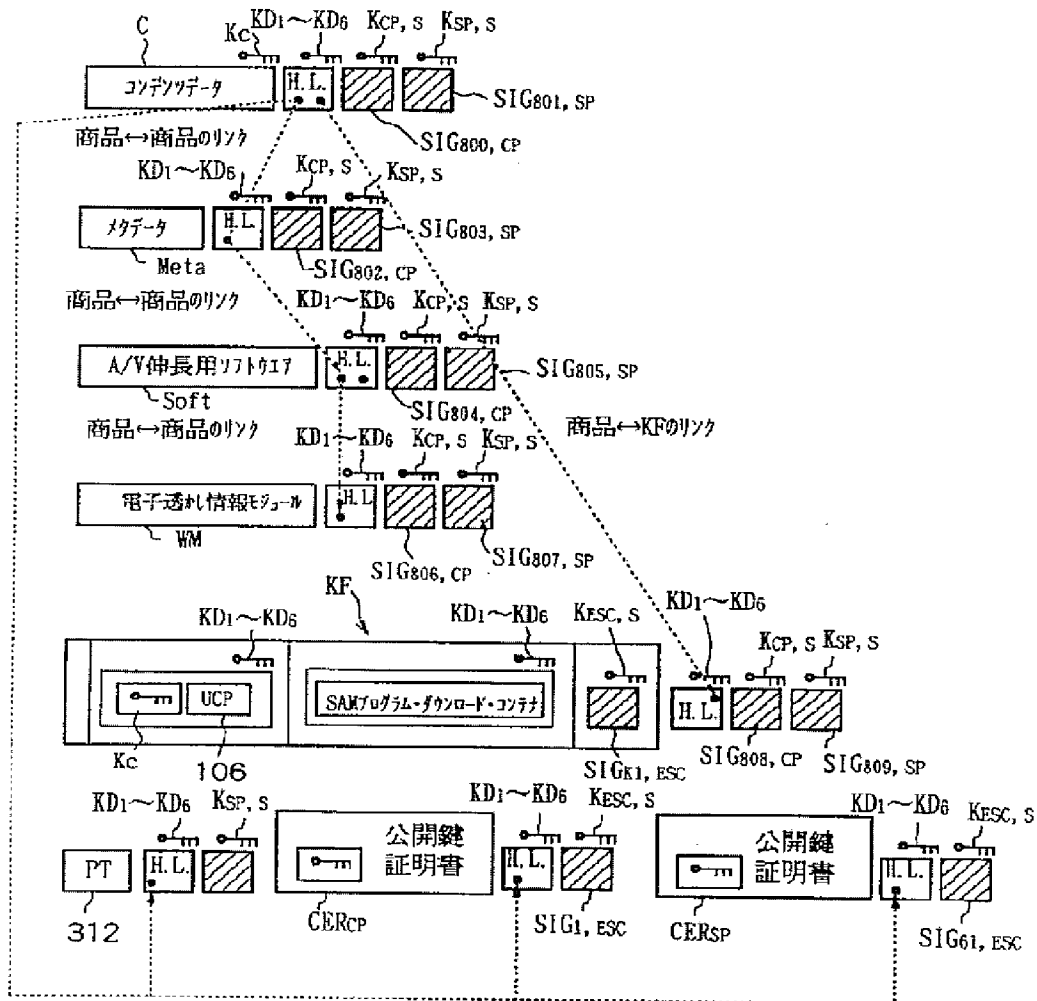 C
Kc
KD1~KD6
KCP, S
KSP, S
コンデンツデータ
H.L.
SIG801, SP
SIG800, CP
商品↔商品のリンク
KD1~KD6
KCP, S
KSP, S
メタデータ
H.L.
SIG803, SP
Meta
SIG802, CP
商品↔商品のリンク
KD1~KD6
KCP, S
KSP, S
A/V伸長用ソフトウエア
H.L.
SIG805, SP
Soft
SIG804, CP
商品↔商品のリンク
商品↔KFのリンク
KD1~KD6
KCP, S
KSP, S
電子透かし情報モジュール
H.L
WM
SIG807, SP
SIG806, CP
KF
KD1~KD6
KD1~KD6
KESC, S
KD1~KD6
KCP, S
KSP, S
UCP
SAMプログラム・ダウンロード・コンテナ
H.L.
Kc
106
SIGK1, ESC
SIG808, CP
SIG809, SP
KD1~KD6
KSP, S
KD1~KD6
KESC, S
KD1~KD6
KESC, S
PT
H.L.
公開鍵
証明書
H.L.
公開鍵
証明書
H.L.
312
CERCP
SIG1, ESC
CERSP
SIG61, ESC